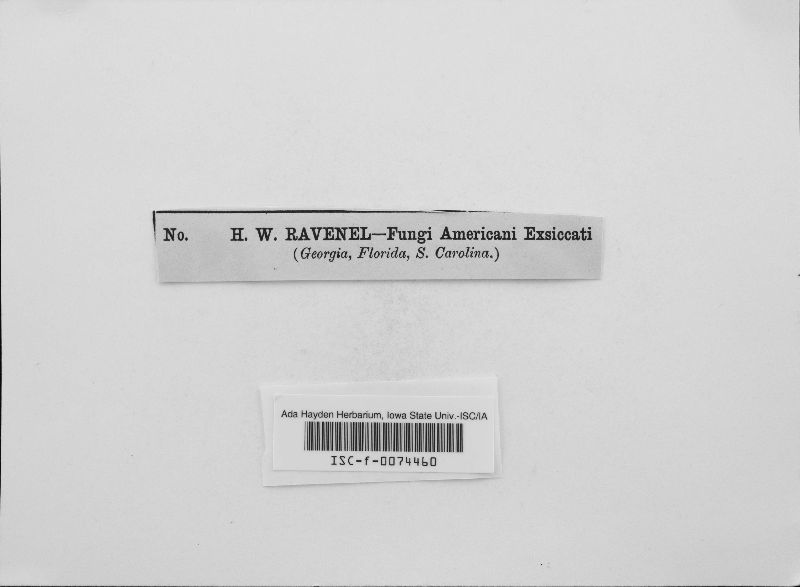 No. H. W. RAVENEL—Fungi Americani Exsiccati
(Georgia, Florida, S. Carolina.)
Ada Hayden Herbarium, Iowa State Univ.-ISC/IA
ISC-f-0074460